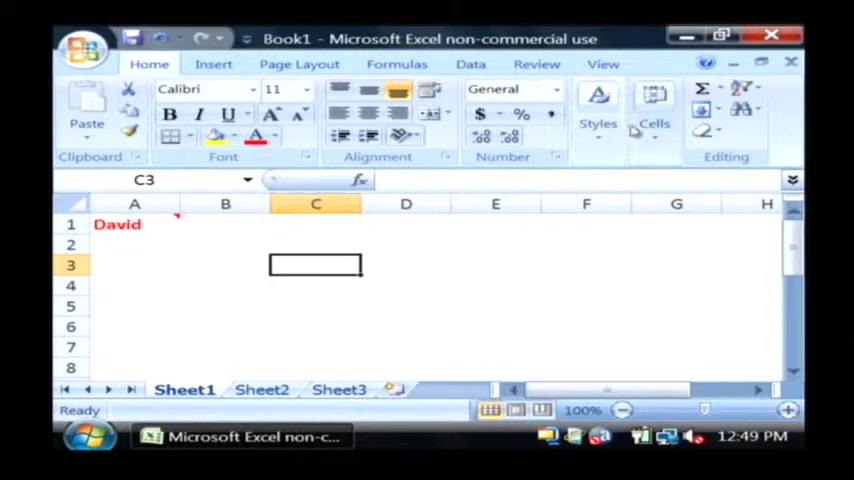 Book1 - Microsoft Excel non-commercial use
Home Insert Page Layout Formulas Data Review View
Calibri 11 General
Paste B I U A A $ % , Styles Cells Σ
A
Clipboard Font Alignment Number Editing
C3 fx
A B C D E F G H
1 David
2
3
4
5
6
7
8
Sheet1 Sheet2 Sheet3
Ready 100%
Microsoft Excel non-c... 12:49 PM